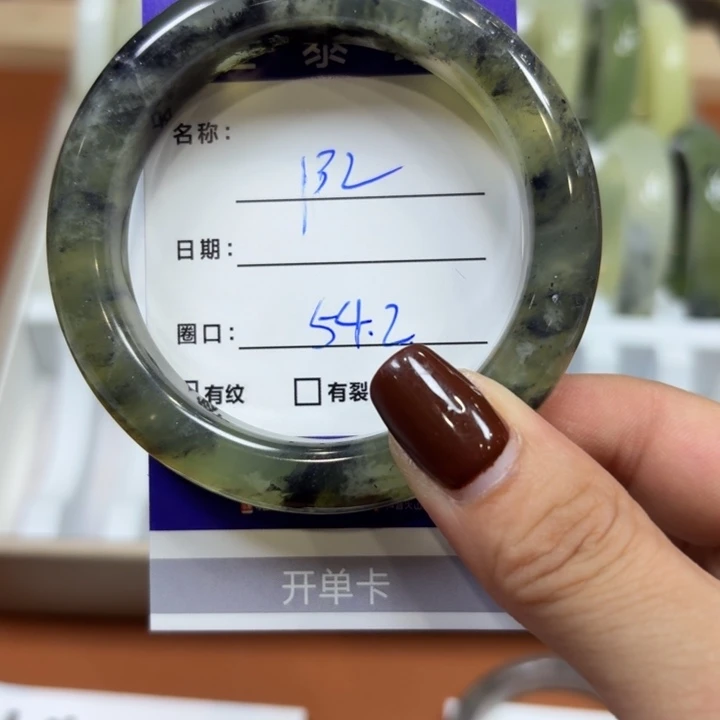 名称: 132
日期:
圈口: 54.2
有纹 □有裂
开单卡